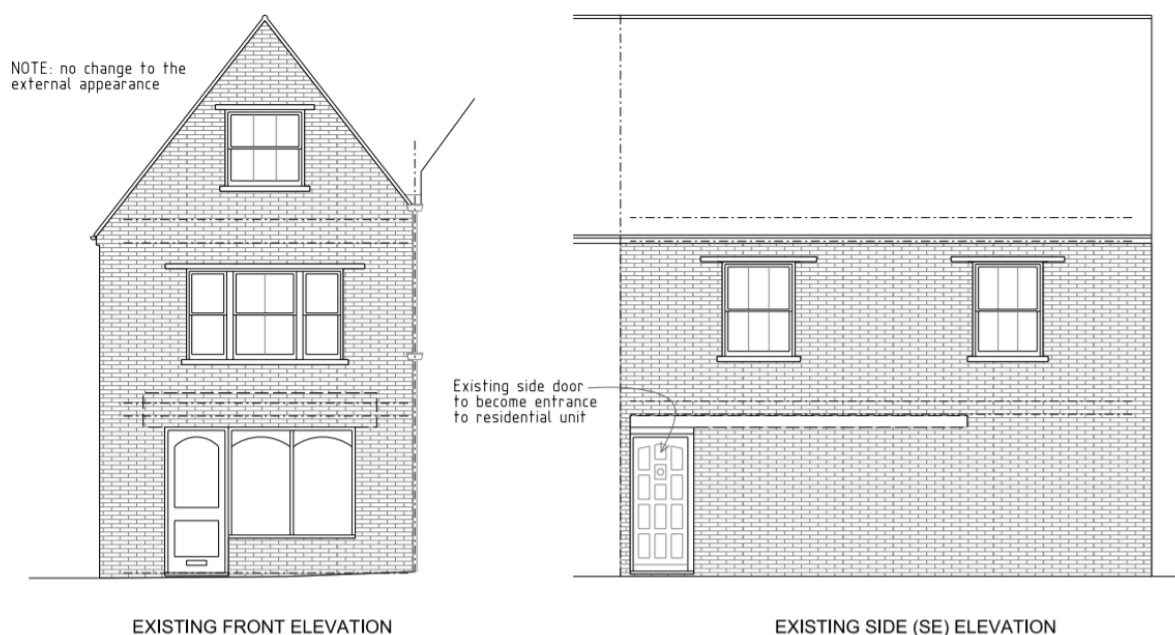 NOTE: no change to the
external appearance
Existing side door
to become entrance
to residential unit
EXISTING FRONT ELEVATION
EXISTING SIDE (SE) ELEVATION